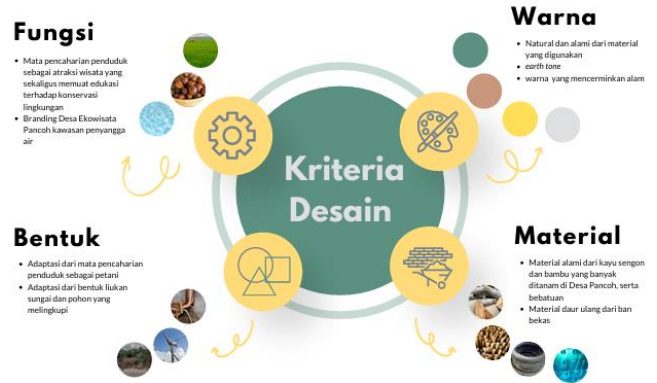 Fungsi
• Mata pencaharian penduduk
sebagai atraksi wisata yang
sekaligus memuat edukasi
terhadap konservasi
lingkungan
• Branding Desa Ekowisata
Pancoh kawasan penyangga
air
Warna
• Natural dan alami dari material
yang digunakan
• earth tone
• warna yang mencerminkan alam
Kriteria
Desain
Bentuk
• Adaptasi dari mata pencaharian
penduduk sebagai petani
• Adaptasi dari bentuk liukan
sungai dan pohon yang
melingkupi
Material
• Material alami dari kayu sengon
dan bambu yang banyak
ditanam di Desa Pancoh, serta
bebatuan
• Material daur ulang dari ban
bekas